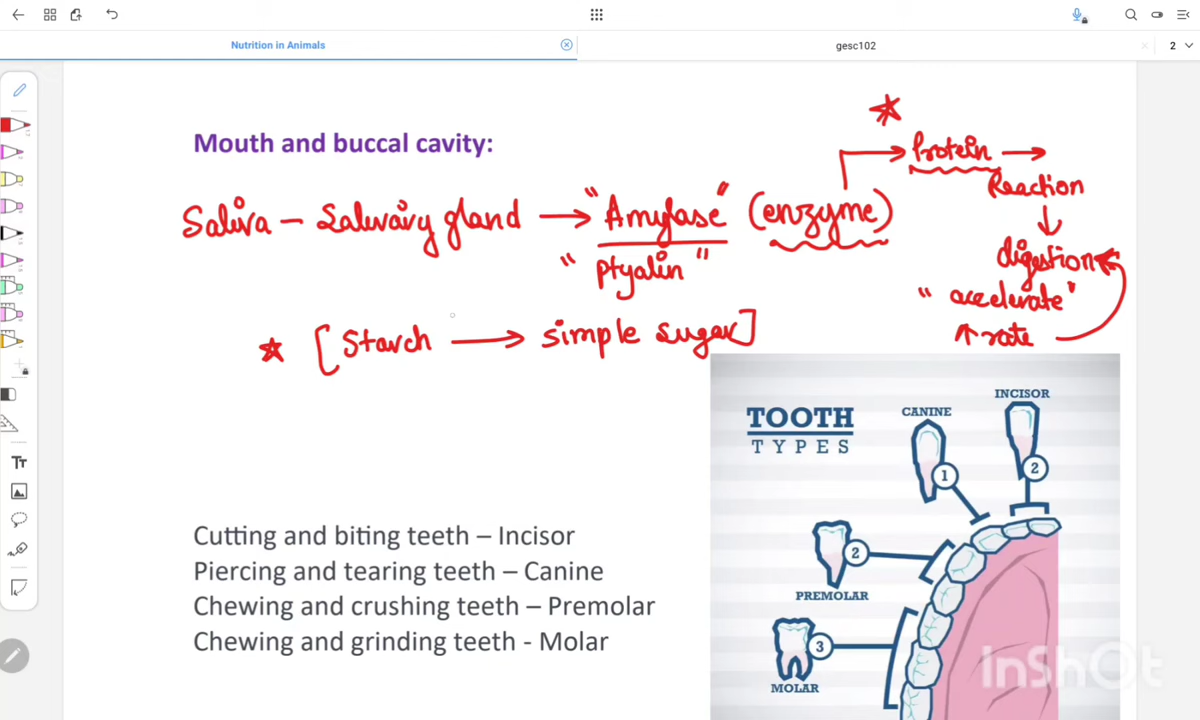 Nutrition in Animals
gesc102
2
Mouth and buccal cavity:
Saliva – Salivary gland → "Amylase" (enzyme) → Protein →
"Ptyalin"
Reaction
digestion
"accelerate"
↑ rate
[Starch → simple sugar]
TOOTH
TYPES
CANINE
INCISOR
1
2
2
PREMOLAR
3
MOLAR
Cutting and biting teeth – Incisor
Piercing and tearing teeth – Canine
Chewing and crushing teeth – Premolar
Chewing and grinding teeth - Molar
Tт
InShOt